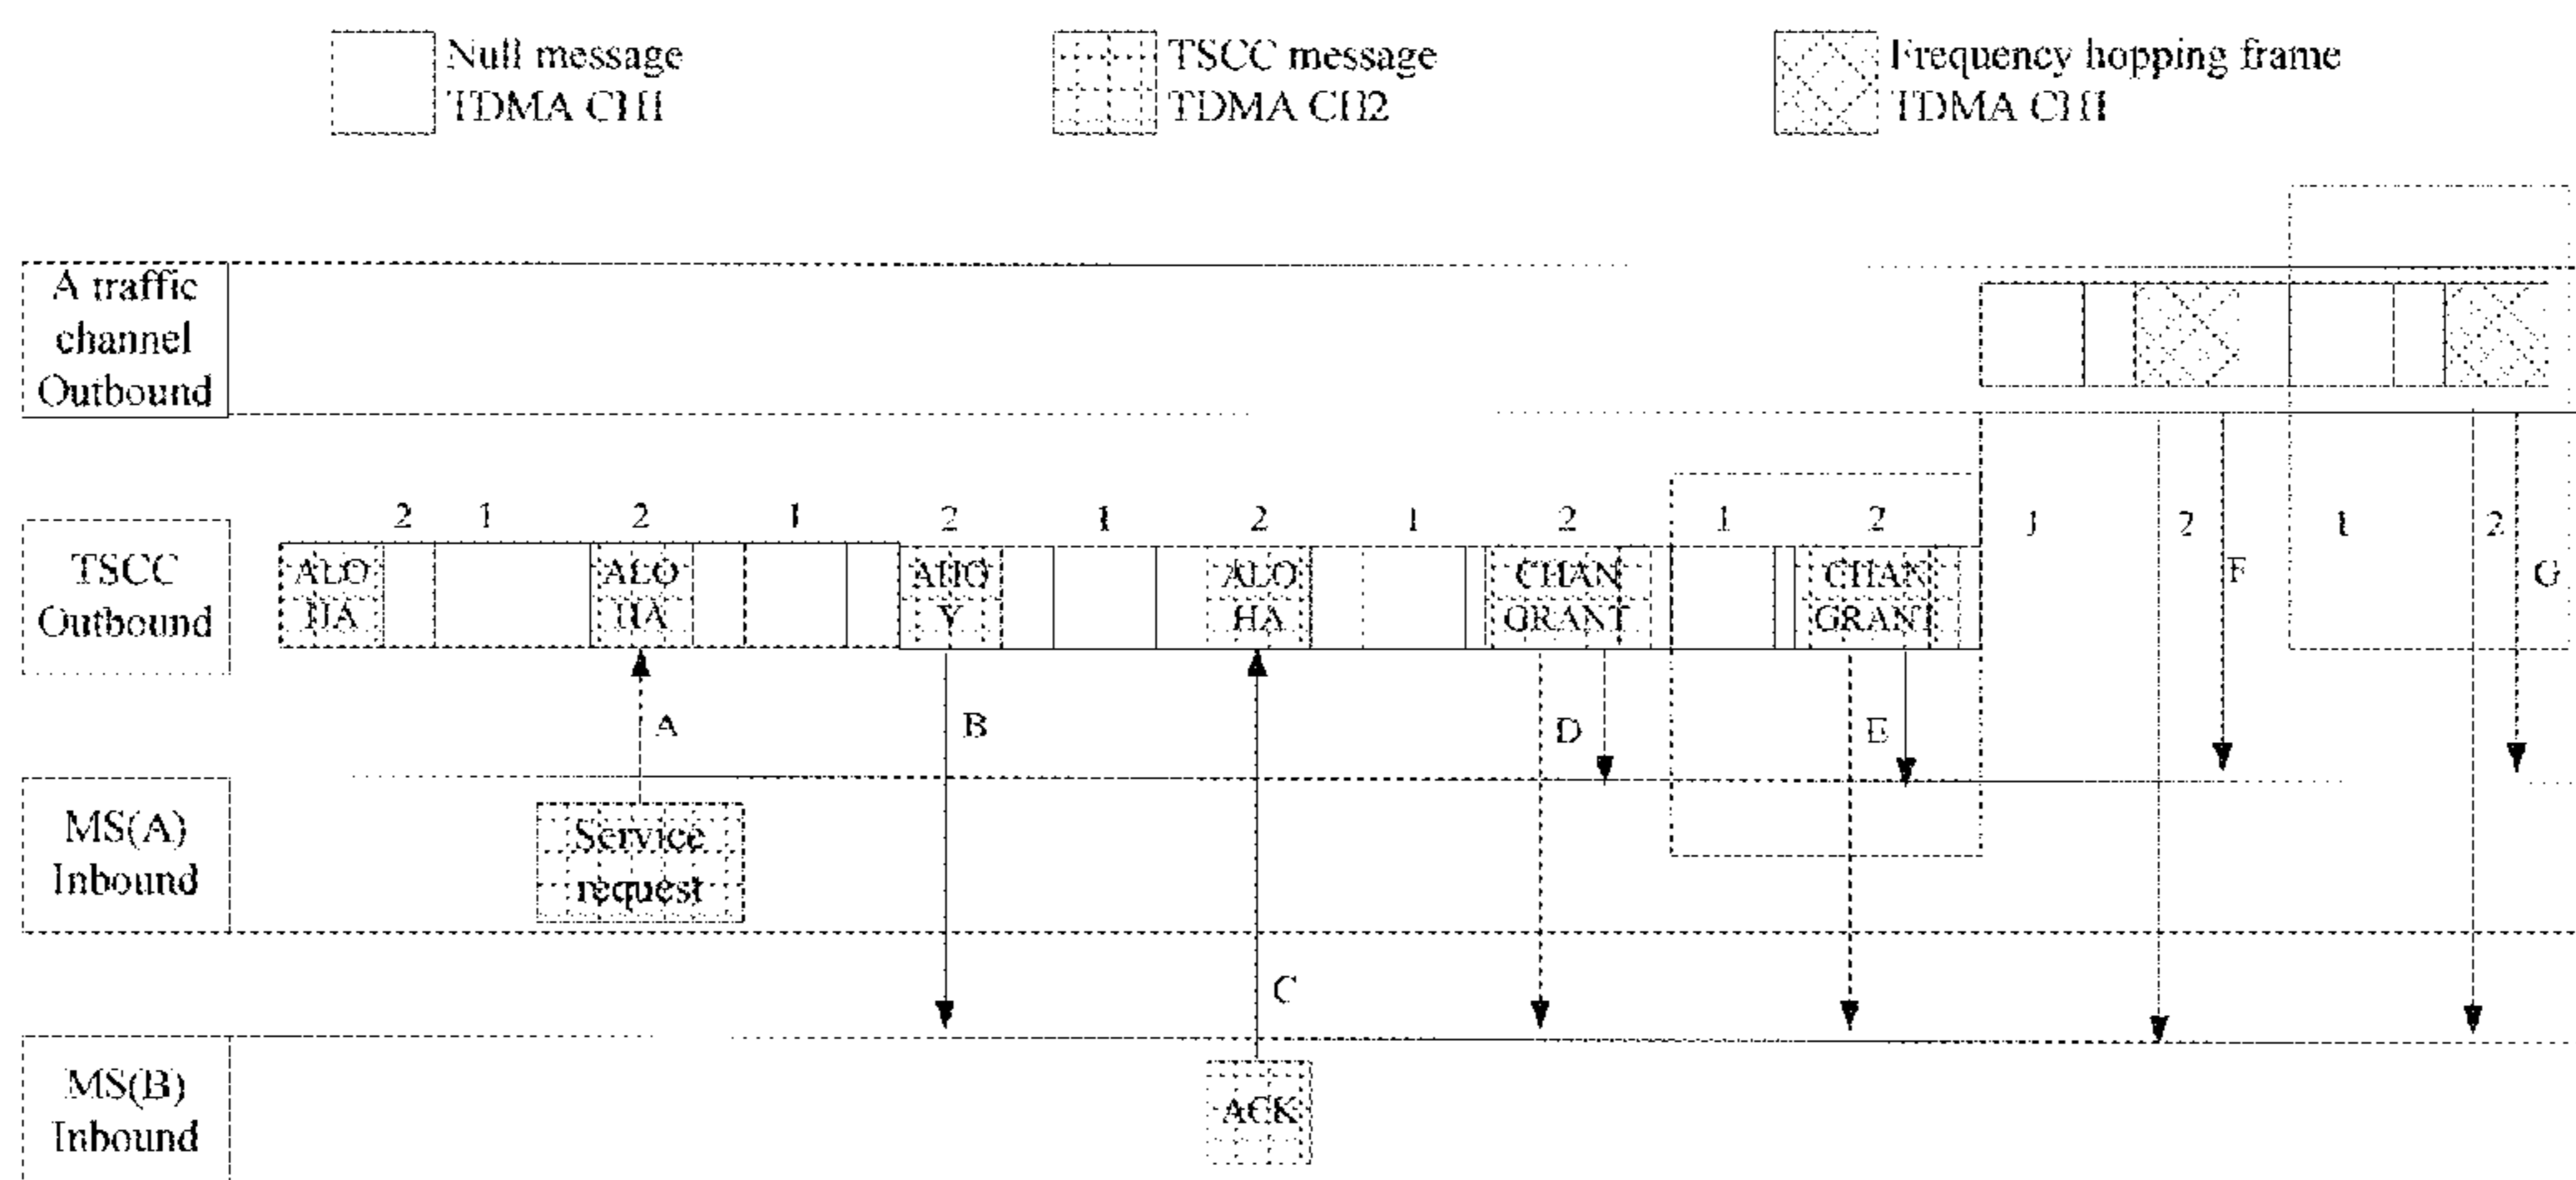 Null message
TDMA CH1
TSCC message
TDMA CH2
Frequency hopping frame
TDMA CH1
A traffic
channel
Outbound
2 1 2 1 2 1 2 1 2 1 2 1 2 1 2
F
G
TSCC
Outbound
ALO
HA
ALO
HA
AHO
Y
ALO
HA
CHAN
GRANT
CHAN
GRANT
A
B
D
E
MS(A)
Inbound
Service
request
C
MS(B)
Inbound
ACK